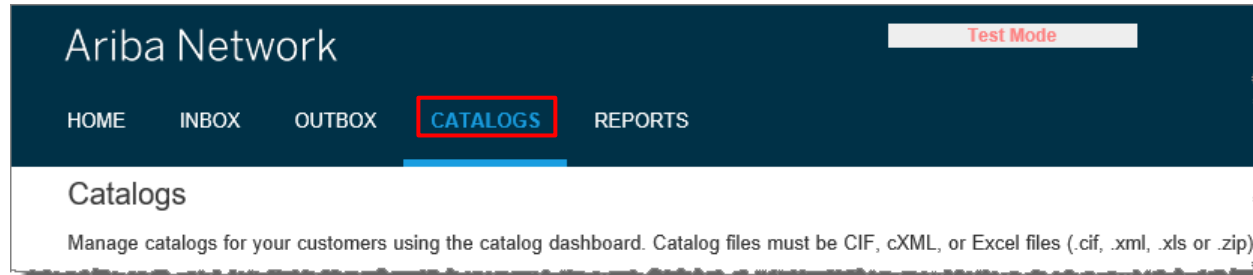 Ariba Network
Test Mode
HOME INBOX OUTBOX CATALOGS REPORTS
Catalogs
Manage catalogs for your customers using the catalog dashboard. Catalog files must be CIF, cXML, or Excel files (.cif, .xml, .xls or .zip)